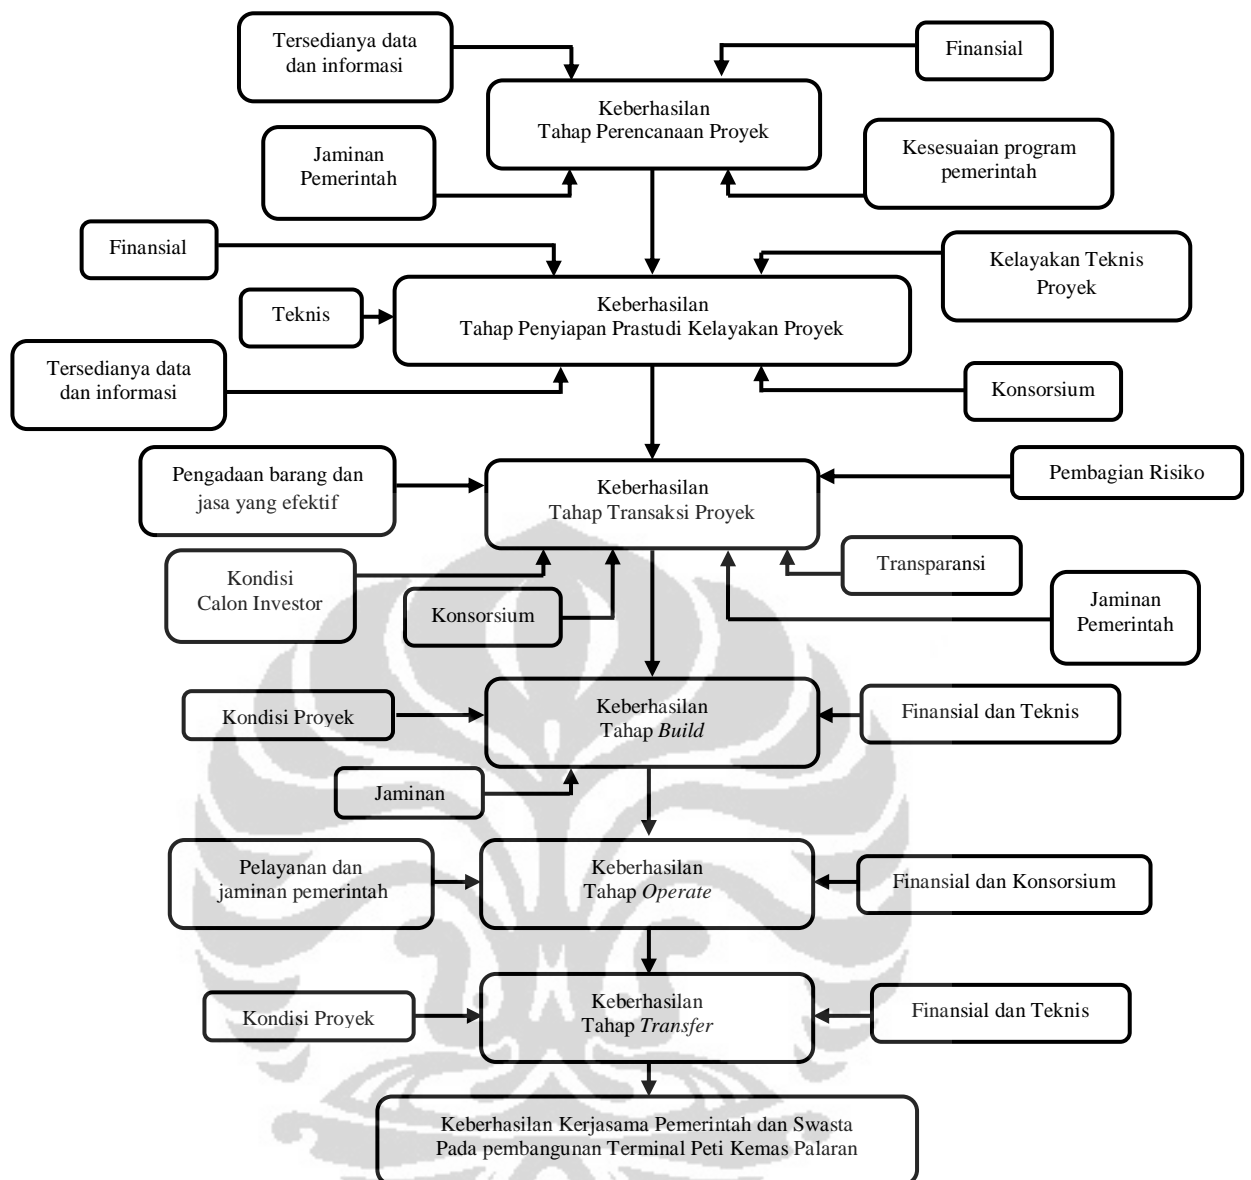 Tersedianya data
dan informasi
Finansial
Keberhasilan
Tahap Perencanaan Proyek
Jaminan
Pemerintah
Kesesuaian program
pemerintah
Finansial
Kelayakan Teknis
Proyek
Teknis
Keberhasilan
Tahap Penyiapan Prastudi Kelayakan Proyek
Tersedianya data
dan informasi
Konsorsium
Pengadaan barang dan
jasa yang efektif
Keberhasilan
Tahap Transaksi Proyek
Pembagian Risiko
Kondisi
Calon Investor
Konsorsium
Transparansi
Jaminan
Pemerintah
Kondisi Proyek
Keberhasilan
Tahap Build
Finansial dan Teknis
Jaminan
Pelayanan dan
jaminan pemerintah
Keberhasilan
Tahap Operate
Finansial dan Konsorsium
Kondisi Proyek
Keberhasilan
Tahap Transfer
Finansial dan Teknis
Keberhasilan Kerjasama Pemerintah dan Swasta
Pada pembangunan Terminal Peti Kemas Palaran